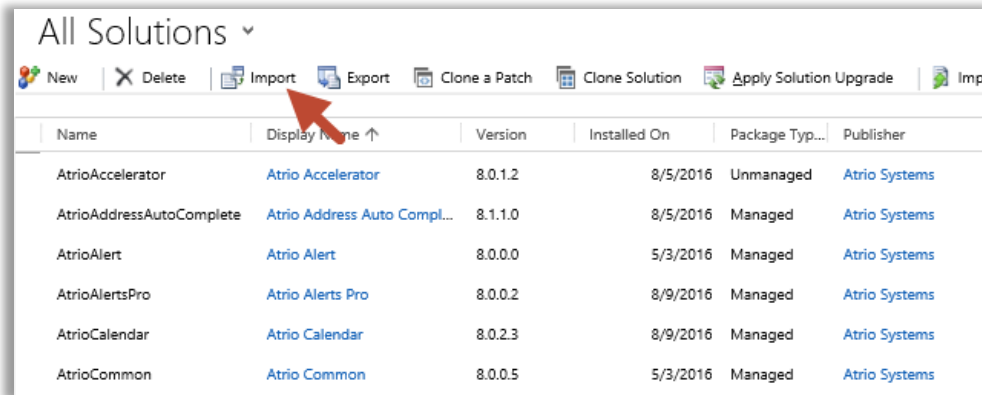 All Solutions
New Delete Import Export Clone a Patch Clone Solution Apply Solution Upgrade Imp
Name Display Name Version Installed On Package Typ... Publisher
AtrioAccelerator Atrio Accelerator 8.0.1.2 8/5/2016 Unmanaged Atrio Systems
AtrioAddressAutoComplete Atrio Address Auto Compl... 8.1.1.0 8/5/2016 Managed Atrio Systems
AtrioAlert Atrio Alert 8.0.0.0 5/3/2016 Managed Atrio Systems
AtrioAlertsPro Atrio Alerts Pro 8.0.0.2 8/9/2016 Managed Atrio Systems
AtrioCalendar Atrio Calendar 8.0.2.3 8/9/2016 Managed Atrio Systems
AtrioCommon Atrio Common 8.0.0.5 5/3/2016 Managed Atrio Systems